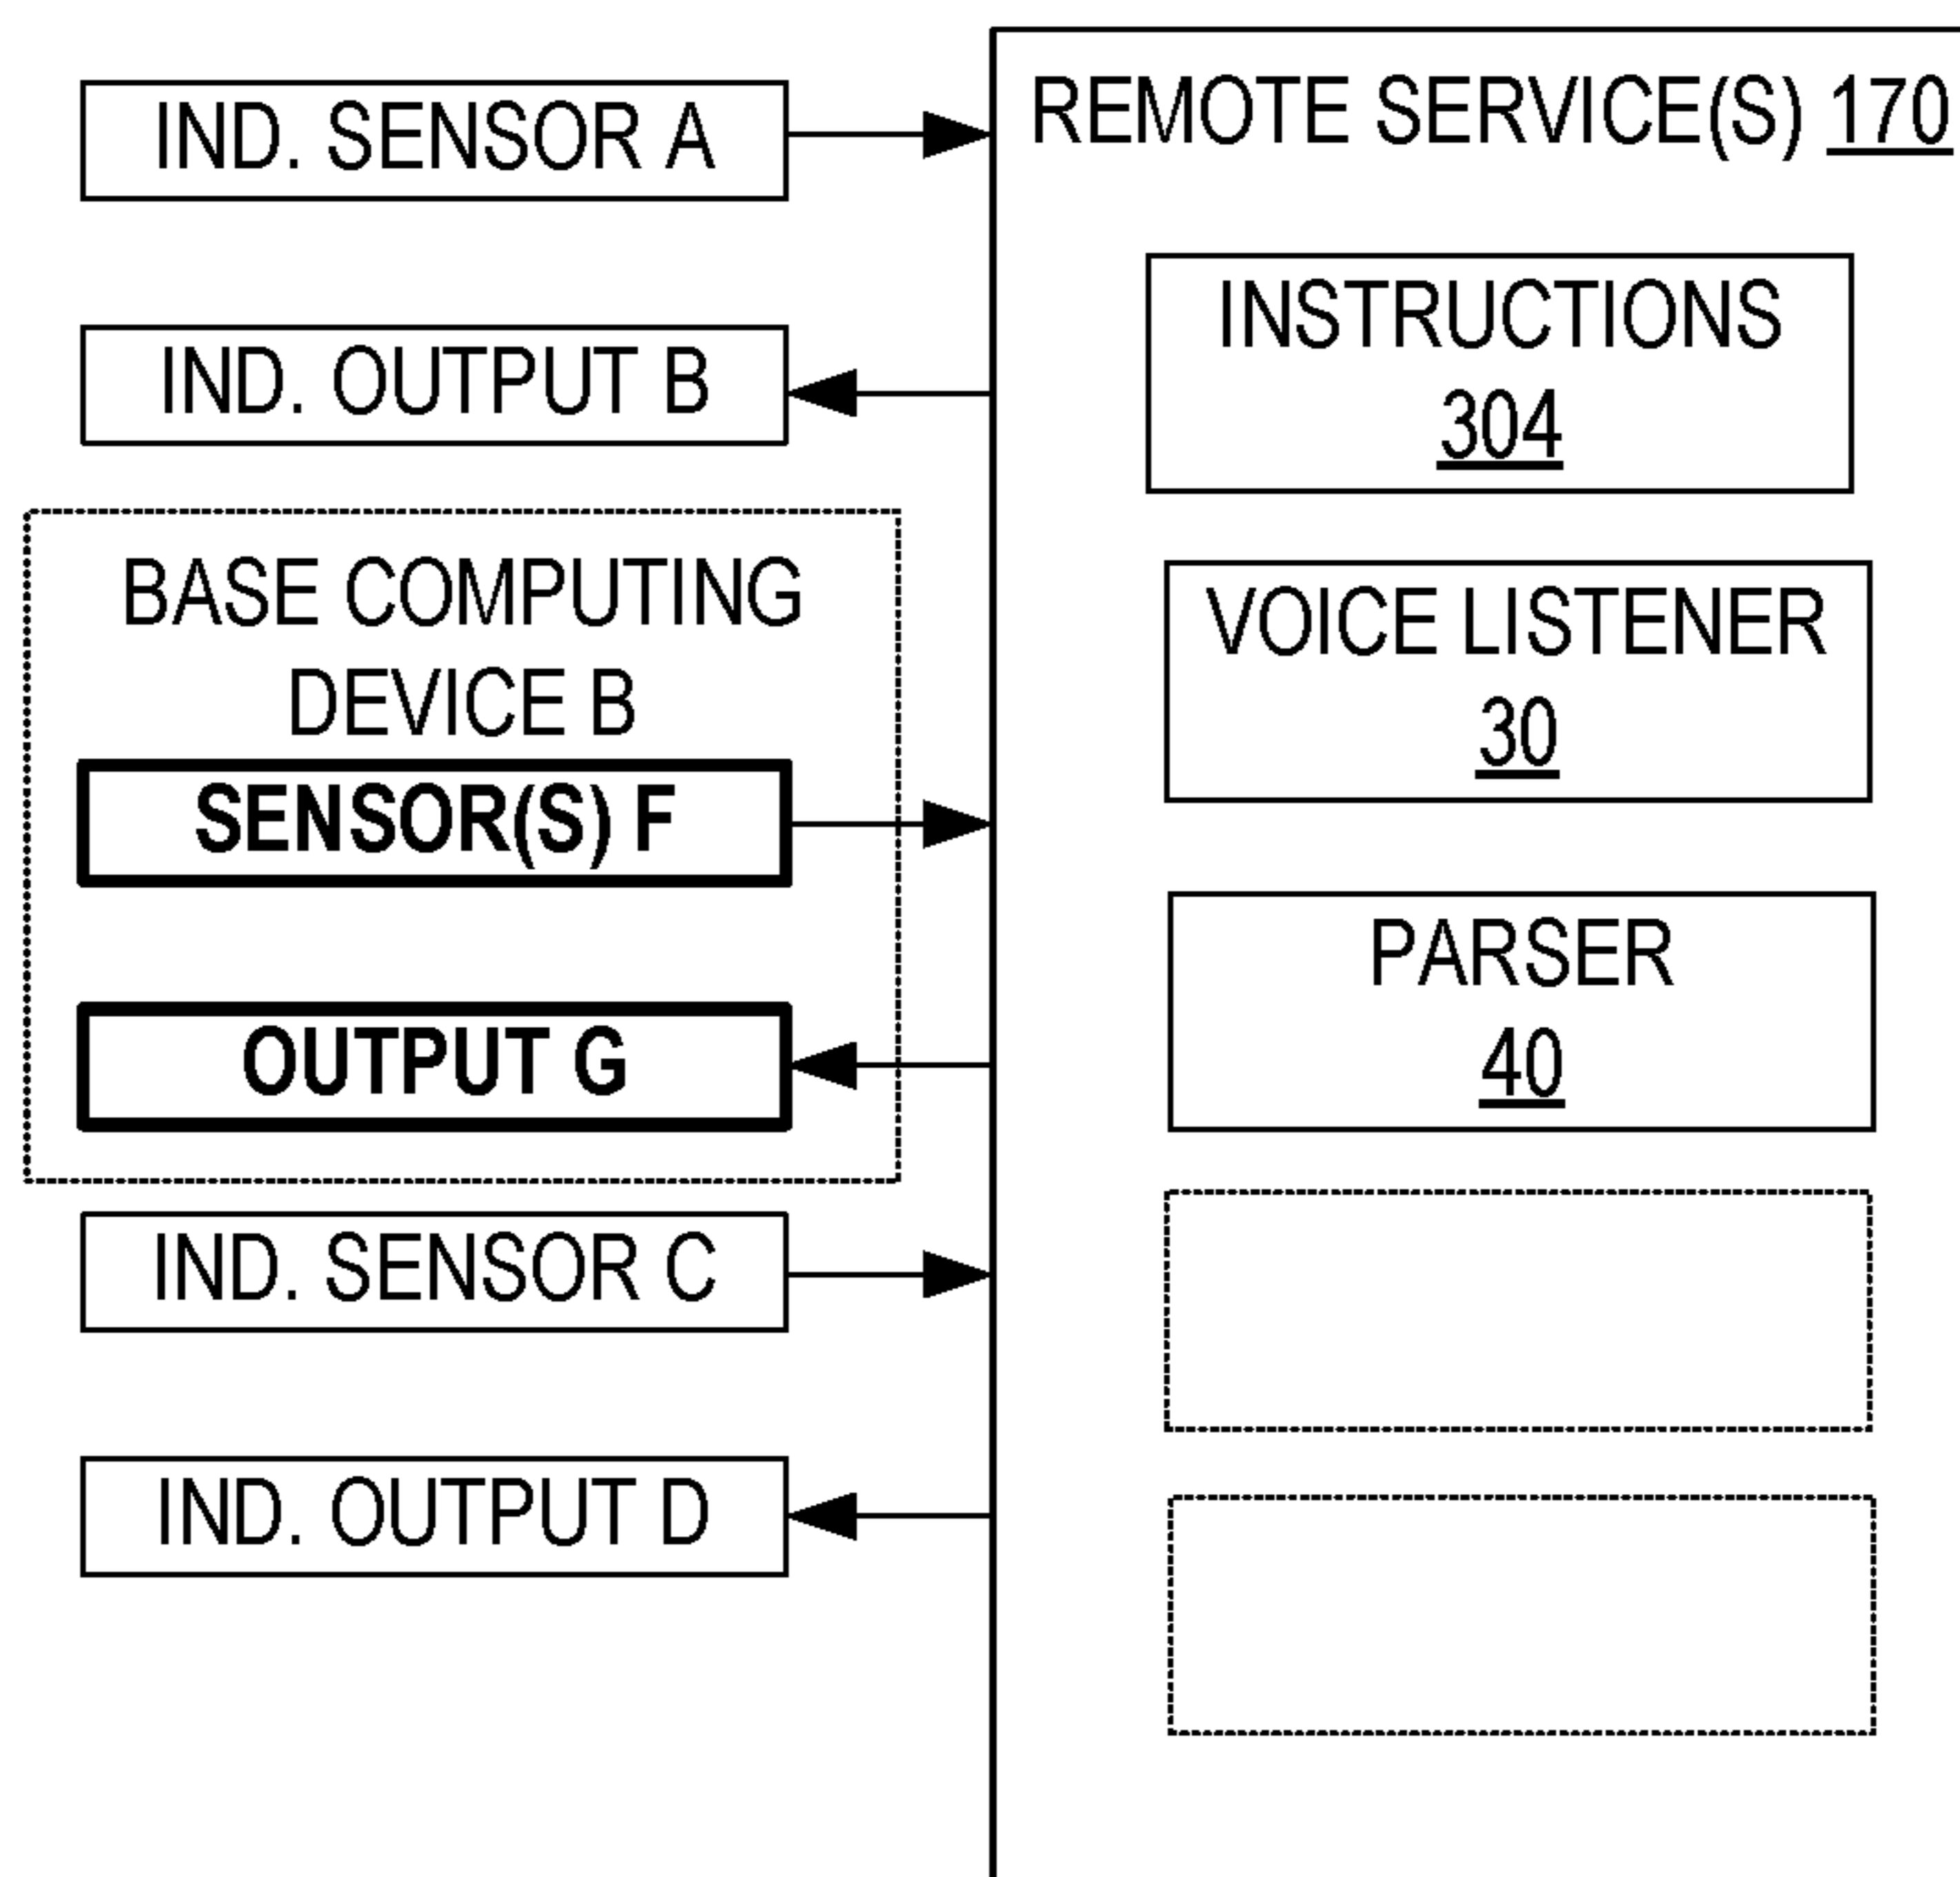 IND. SENSOR A
IND. OUTPUT B
BASE COMPUTING
DEVICE B
SENSOR(S) F
OUTPUT G
IND. SENSOR C
IND. OUTPUT D
REMOTE SERVICE(S) 170
INSTRUCTIONS
304
VOICE LISTENER
30
PARSER
40